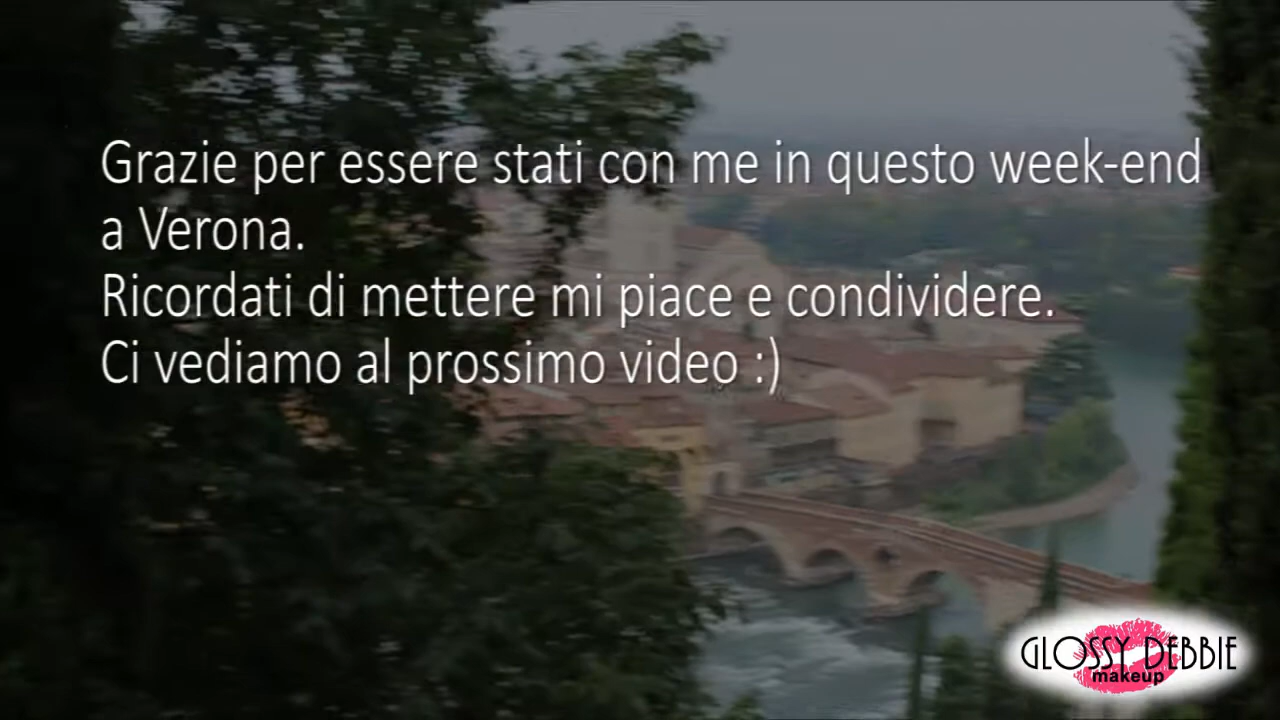 Grazie per essere stati con me in questo week-end
a Verona.
Ricordati di mettere mi piace e condividere.
Ci vediamo al prossimo video :)
GLOSSY DEBBIE
makeup